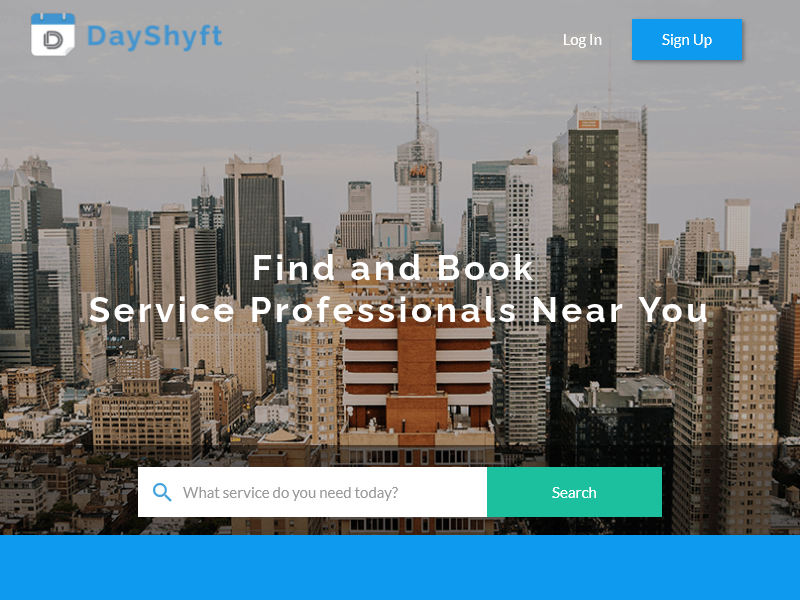 DayShyft
Log In
Sign Up
Find and Book
Service Professionals Near You
What service do you need today?
Search